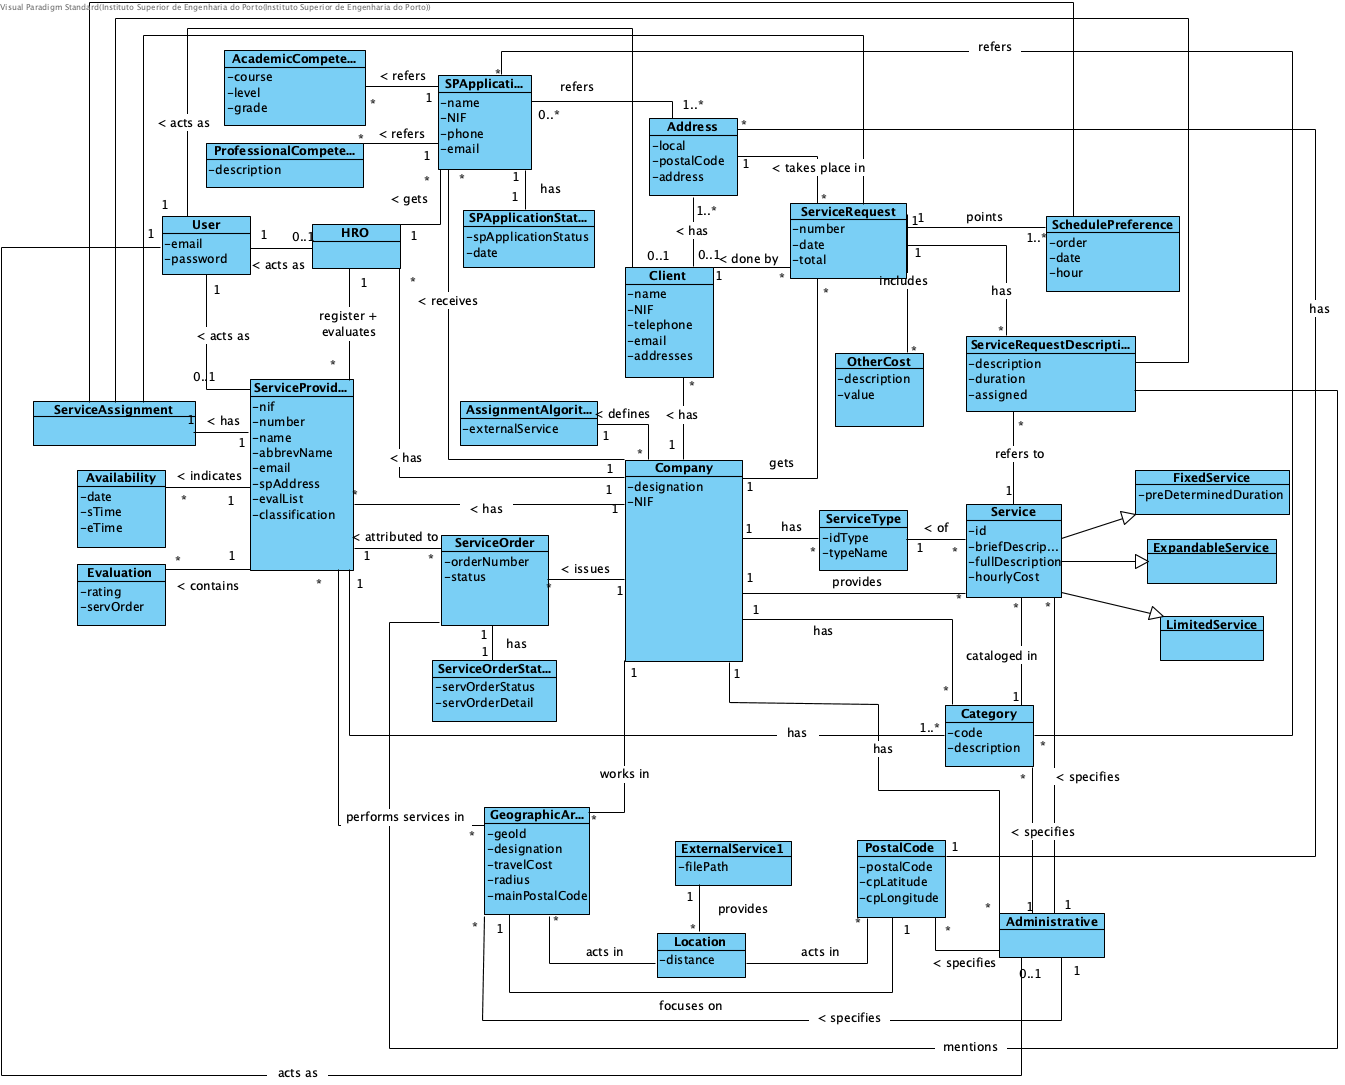 Visual Paradigm Standard(Instituto Superior de Engenharia do Porto(Instituto Superior de Engenharia do Porto))
refers
AcademicCompete...
-course
-level
-grade
< refers
*
1
SPApplicati...
-name
-NIF
-phone
-email
*
refers
0..*
1..*
Address
-local
-postalCode
-address
*
1
< acts as
< refers
*
1
ProfessionalCompete...
-description
< takes place in
*
*
*
1
1
has
< gets
1
SPApplicationStat...
-spApplicationStatus
-date
1..*
< has
0..1
0..1
ServiceRequest
-number
-date
-total
1
1
points
1..*
SchedulePreference
-order
-date
-hour
1
User
-email
-password
1
1
0..1
< acts as
HRO
1
1
*
< done by
1
*
1
includes
has
*
has
Client
-name
-NIF
-telephone
-email
-addresses
*
1
< receives
register +
evaluates
*
< acts as
0..1
*
OtherCost
-description
-value
*
ServiceRequestDescripti...
-description
-duration
-assigned
*
ServiceProvid...
-nif
-number
-name
-abbrevName
-email
-spAddress
-evalList
-classification
ServiceAssignment
1
< has
1
AssignmentAlgorit...
-externalService
< defines
1
*
< has
1
refers to
1
< has
1
1
gets
1
Company
-designation
-NIF
Availability
-date
-sTime
-eTime
< indicates
*
1
*
< has
1
FixedService
-preDeterminedDuration
ServiceType
-idType
-typeName
1
has
*
< of
1
*
Service
-id
-briefDescrip...
-fullDescription
-hourlyCost
ExpandableService
LimitedService
< attributed to
1
*
ServiceOrder
-orderNumber
-status
*
< issues
1
Evaluation
-rating
-servOrder
*
1
< contains
*
1
1
provides
*
1
has
*
*
*
1
has
1
ServiceOrderStat...
-servOrderStatus
-servOrderDetail
1
1
cataloged in
1
Category
-code
-description
1..*
*
*
has
has
works in
< specifies
< specifies
performs services in
*
GeographicAr...
-geoId
-designation
-travelCost
-radius
-mainPostalCode
*
*
1
*
ExternalService1
-filePath
1
provides
*
PostalCode
-postalCode
-cpLatitude
-cpLongitude
1
*
1
*
*
1
1
Administrative
0..1
1
Location
-distance
acts in
acts in
< specifies
focuses on
< specifies
mentions
acts as